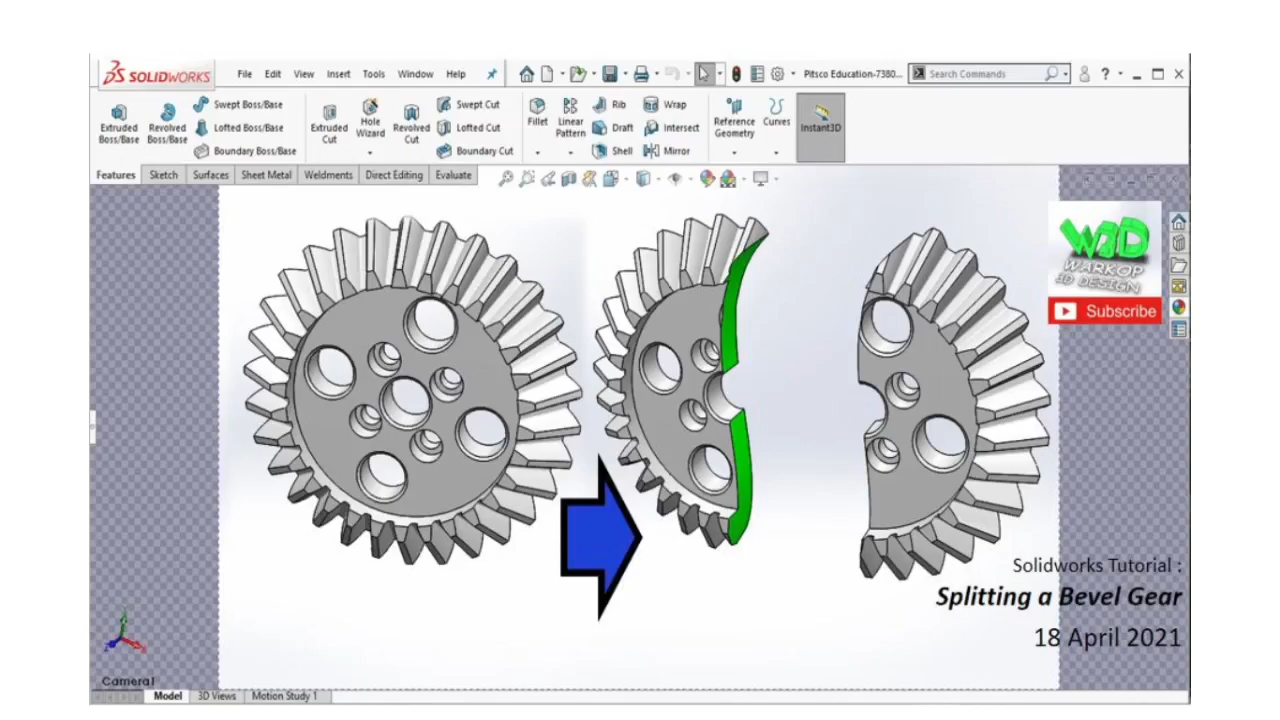 SOLIDWORKS
File Edit View Insert Tools Window Help
Pitsco Education-7380...
Search Commands
Extruded Boss/Base
Revolved Boss/Base
Swept Boss/Base
Lofted Boss/Base
Boundary Boss/Base
Extruded Cut
Hole Wizard
Revolved Cut
Swept Cut
Lofted Cut
Boundary Cut
Fillet
Linear Pattern
Rib
Draft
Shell
Wrap
Intersect
Mirror
Reference Geometry
Curves
Instant3D
Features Sketch Surfaces Sheet Metal Weldments Direct Editing Evaluate
W3D
WARKOP
3D DESIGN
Subscribe
Solidworks Tutorial :
Splitting a Bevel Gear
18 April 2021
Camera1
Model 3D Views Motion Study 1